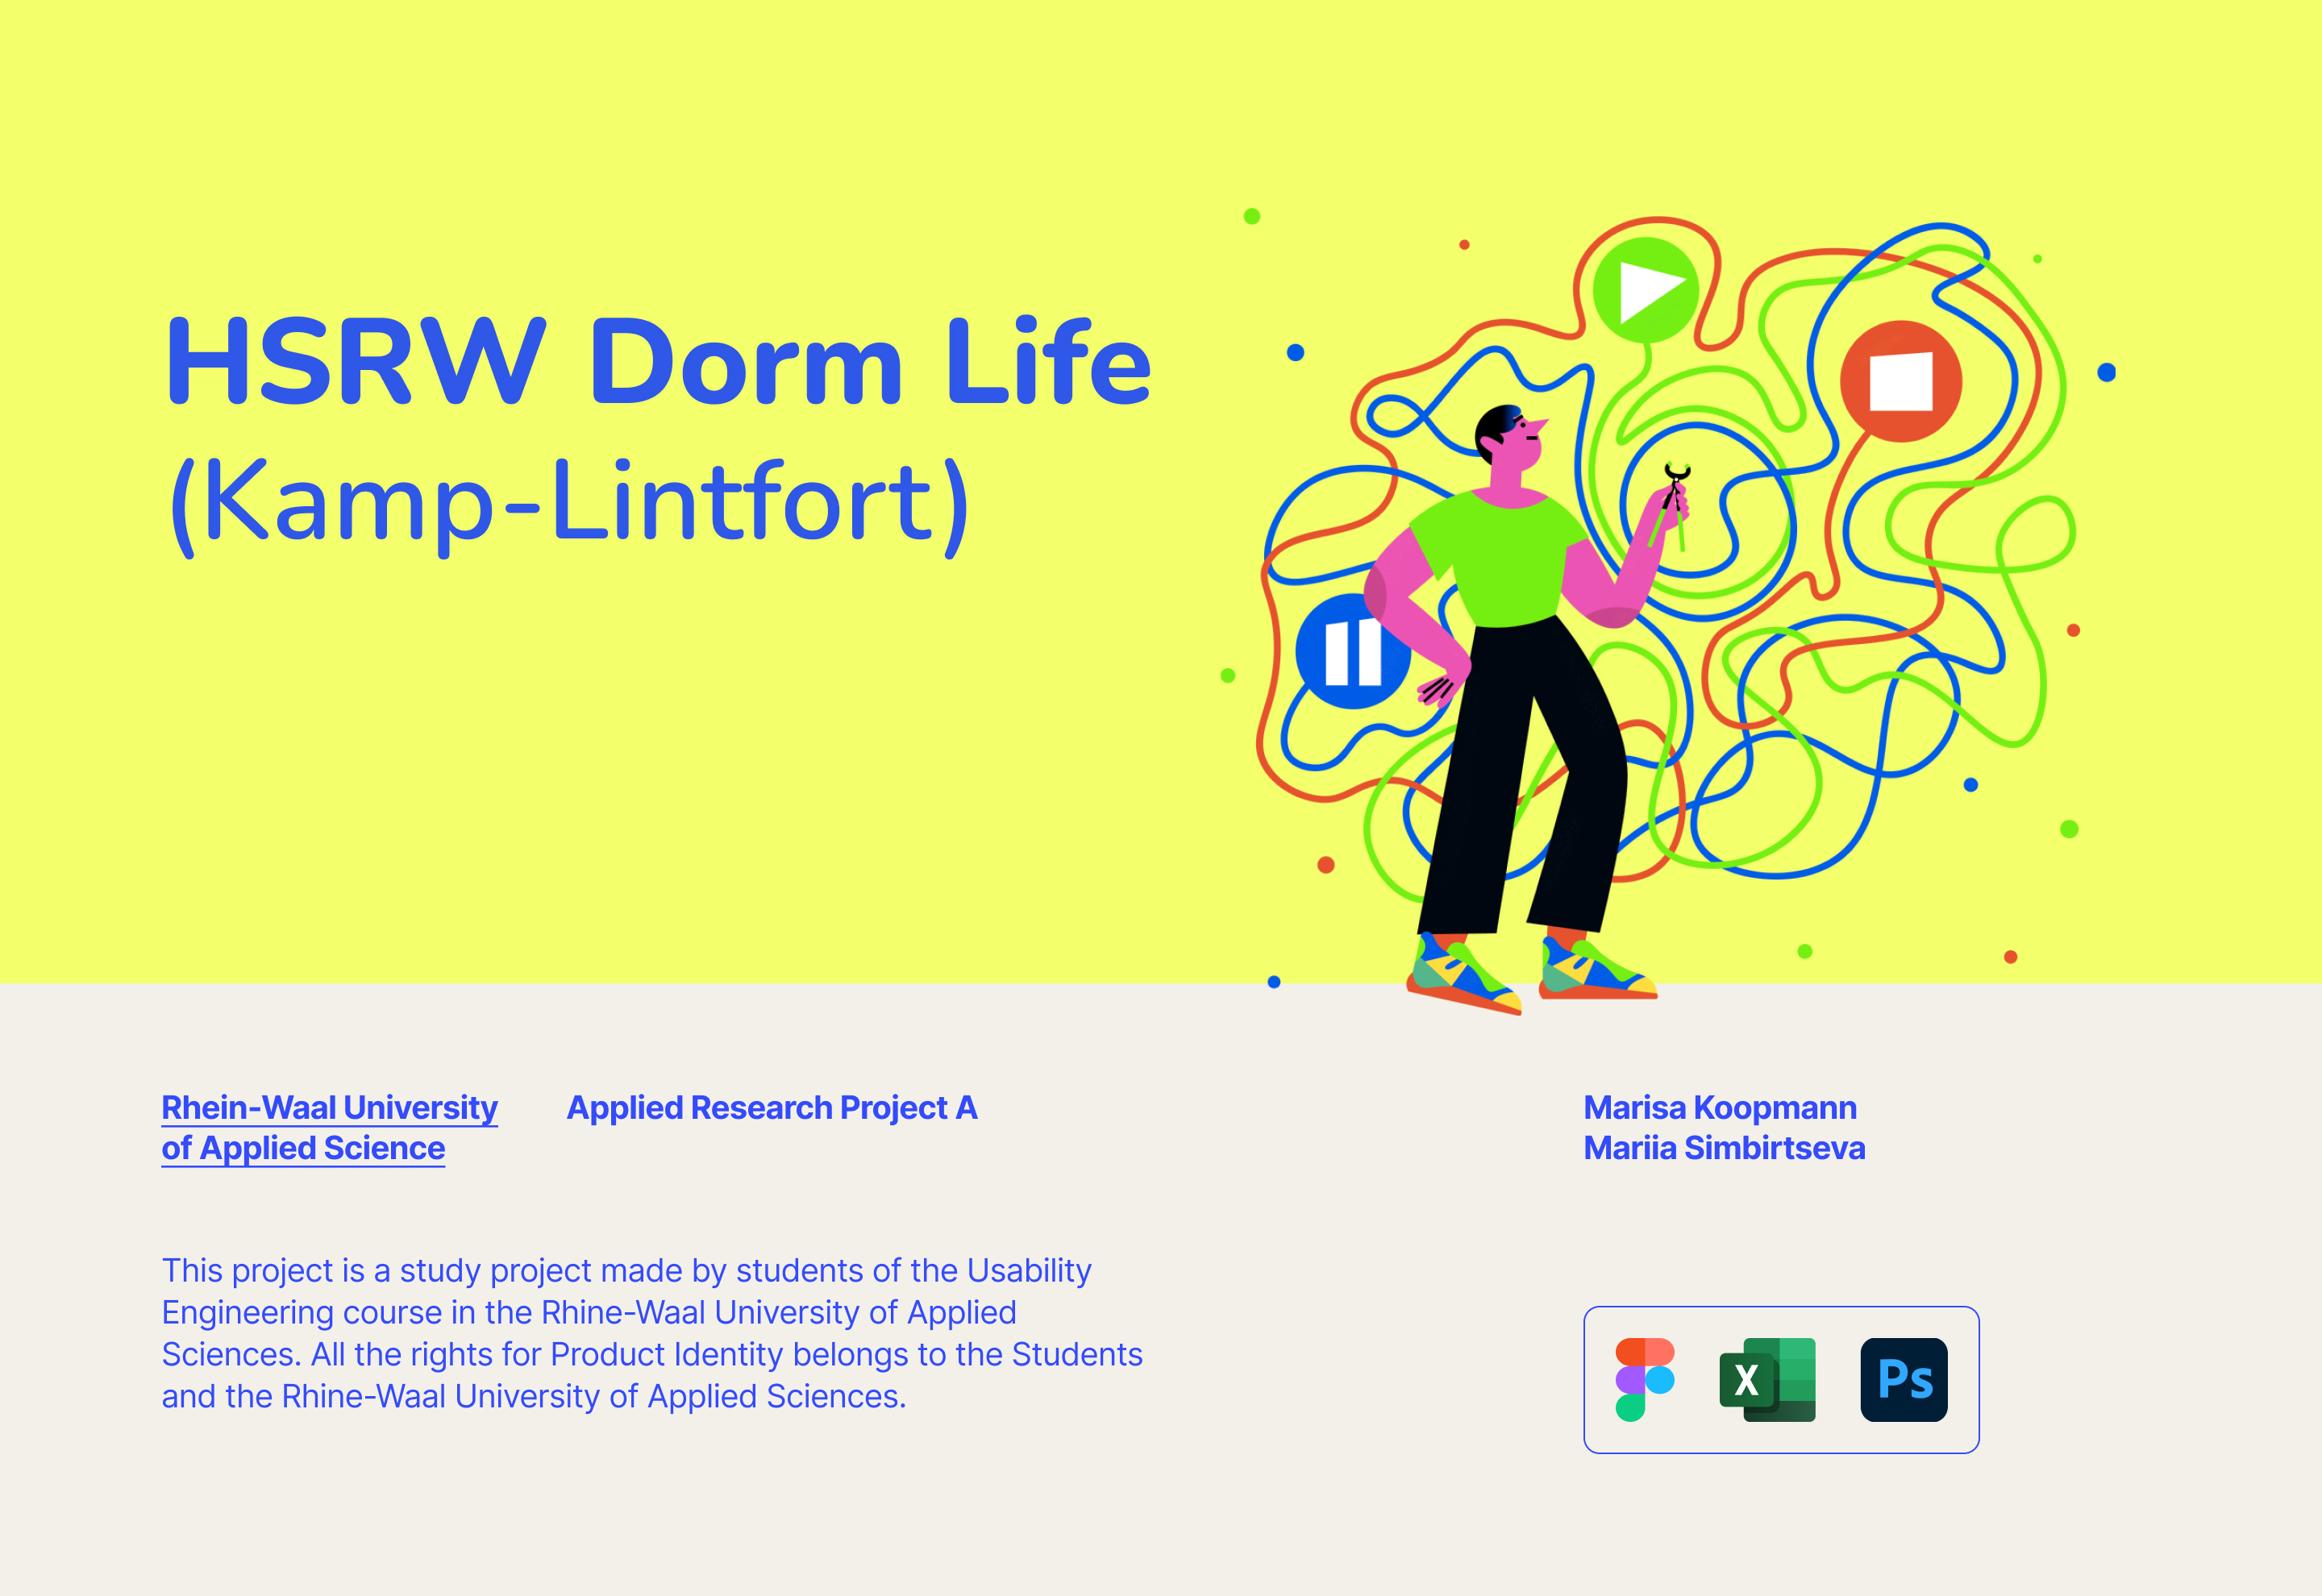 HSRW Dorm Life
(Kamp-Lintfort)
Rhein-Waal University
of Applied Science
Applied Research Project A
Marisa Koopmann
Mariia Simbirtseva
This project is a study project made by students of the Usability
Engineering course in the Rhine-Waal University of Applied
Sciences. All the rights for Product Identity belongs to the Students
and the Rhine-Waal University of Applied Sciences.
X
Ps